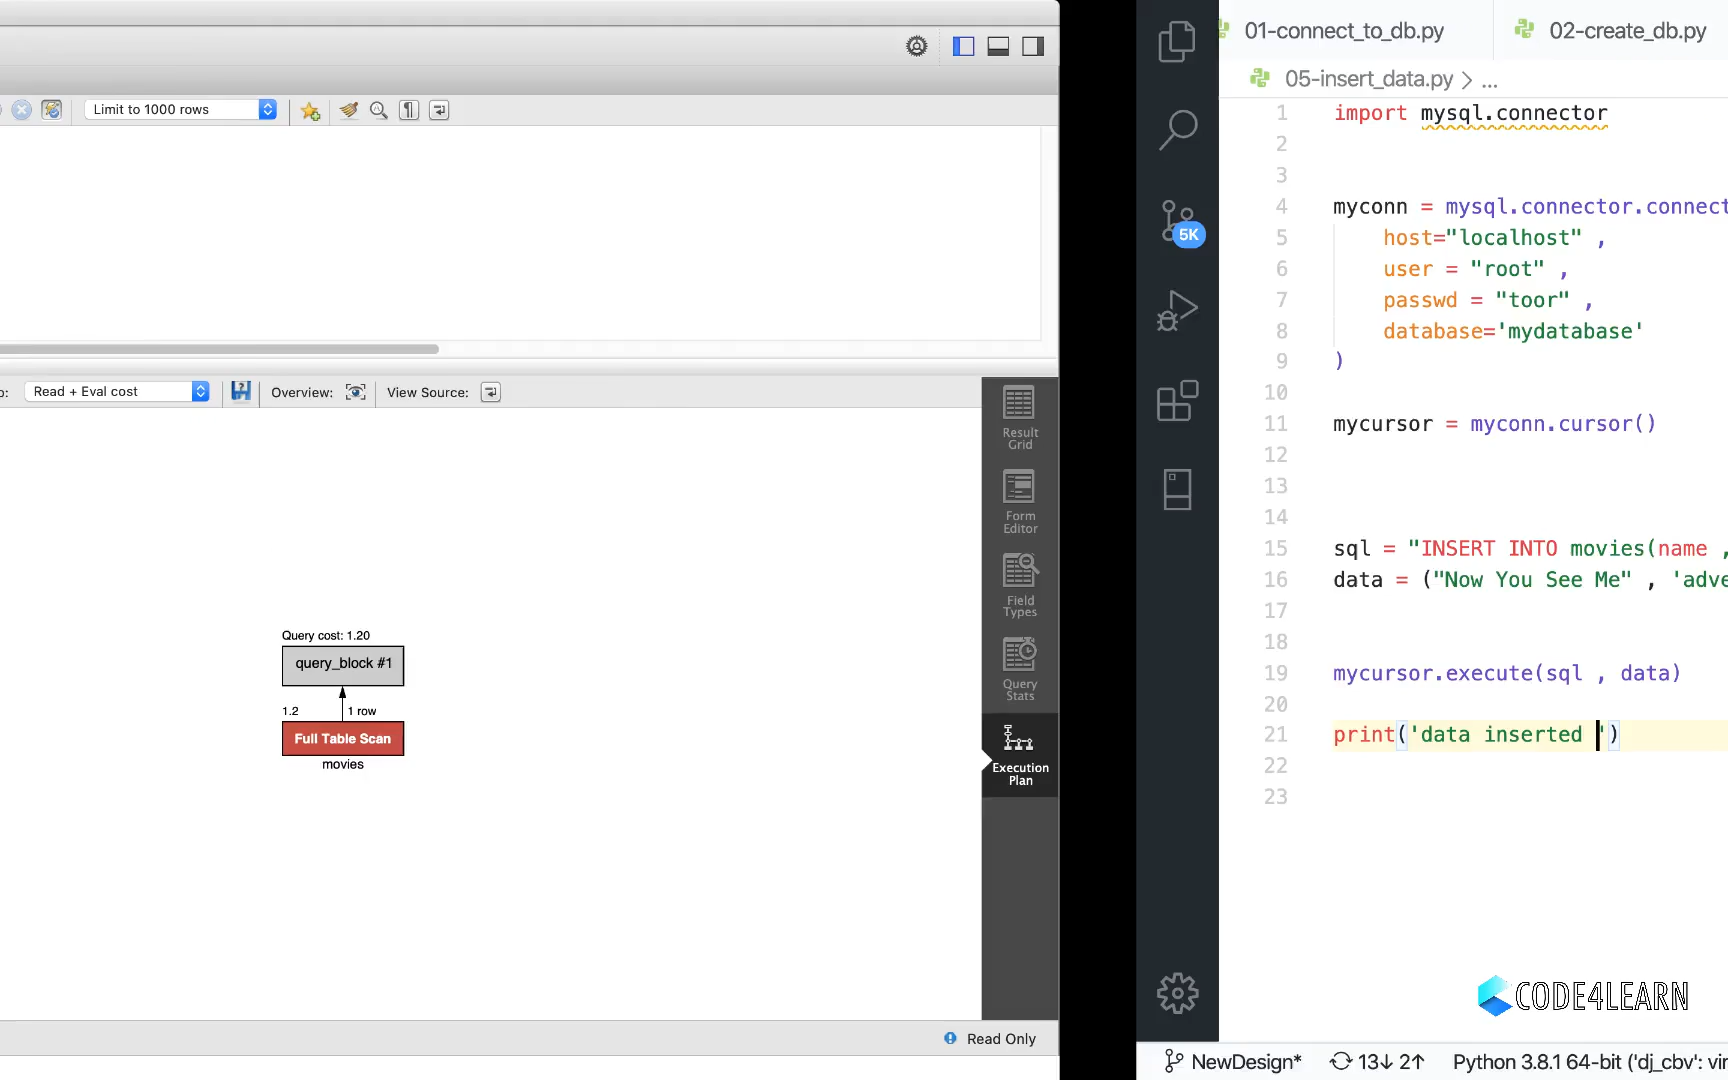 Limit to 1000 rows
Read + Eval cost
Overview:
View Source:
Result
Grid
Form
Editor
Field
Types
Query
Stats
Execution
Plan
Query cost: 1.20
query_block #1
1.2
1 row
Full Table Scan
movies
Read Only
01-connect_to_db.py
02-create_db.py
05-insert_data.py > ...
5K
1 import mysql.connector
2
3
4 myconn = mysql.connector.connect
5 host="localhost" ,
6 user = "root" ,
7 passwd = "toor" ,
8 database='mydatabase'
9 )
10
11 mycursor = myconn.cursor()
12
13
14
15 sql = "INSERT INTO movies(name ,
16 data = ("Now You See Me" , 'adve
17
18
19 mycursor.execute(sql , data)
20
21 print('data inserted ')
22
23
CODE4LEARN
NewDesign* 13↓ 2↑ Python 3.8.1 64-bit ('dj_cbv': vir